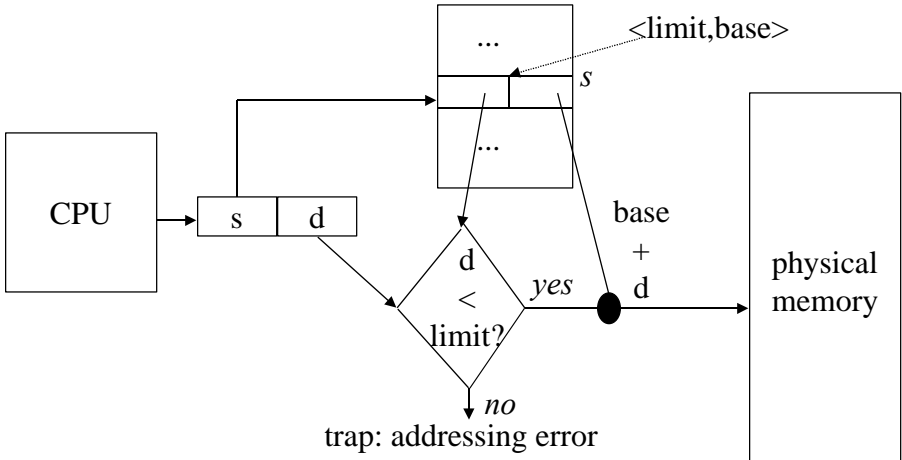 ...
<limit,base>
s
...
CPU
s
d
base
+
d
d
<
limit?
yes
physical
memory
no
trap: addressing error